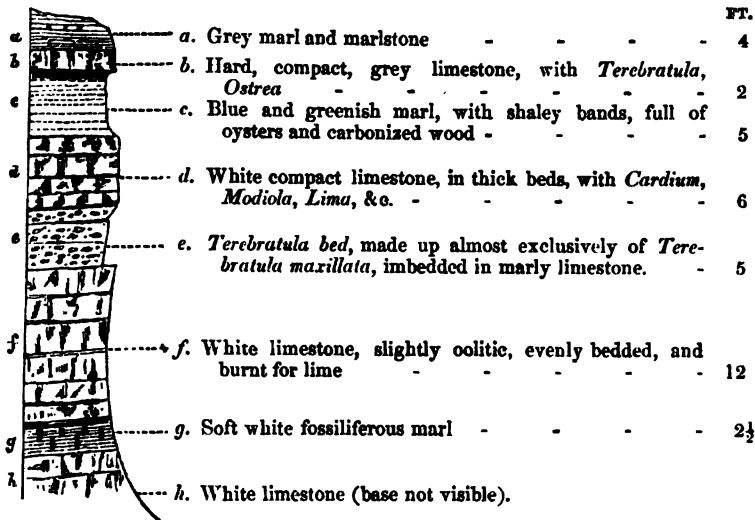 FT.
a a. Grey marl and marlstone - - - - 4
b b. Hard, compact, grey limestone, with Terebratula,
Ostrea - - - - - - 2
c c. Blue and greenish marl, with shaley bands, full of
oysters and carbonized wood - - - - 5
d d. White compact limestone, in thick beds, with Cardium,
Modiola, Lima, &c. - - - - - 6
e e. Terebratula bed, made up almost exclusively of Tere-
bratula maxillata, imbedded in marly limestone. - 5
f f. White limestone, slightly oolitic, evenly bedded, and
burnt for lime - - - - - 12
g g. Soft white fossiliferous marl - - - - 2½
h h. White limestone (base not visible).